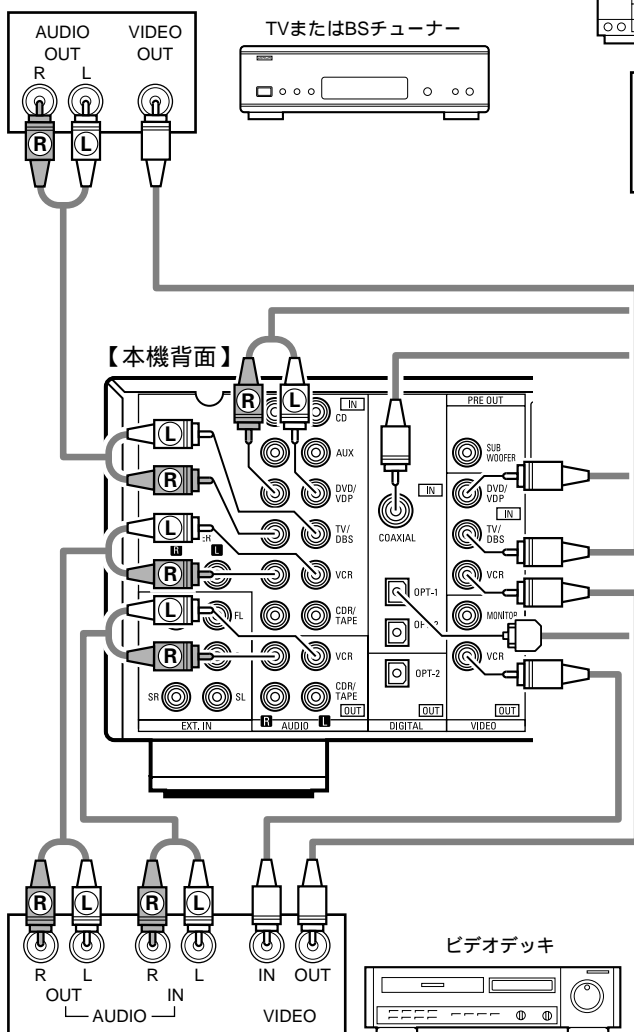 TVまたはBSチューナー
AUDIO OUT
R L
VIDEO OUT
R L
【本機背面】
R L
IN
CD
AUX
DVD/VDP
TV/DBS
VCR
CDR/TAPE
VCR
CDR/TAPE
OUT
R AUDIO L
L
R
L
R
L
R
R L
FL
SR SL
EXT. IN
IN
COAXIAL
OPT-1
OPT-2
OUT
DIGITAL
PRE OUT
SUB WOOFER
DVD/VDP
IN
TV/DBS
VCR
MONITOR
VCR
OUT
VIDEO
R L R L
R L R L IN OUT
OUT IN
AUDIO VIDEO
ビデオデッキ